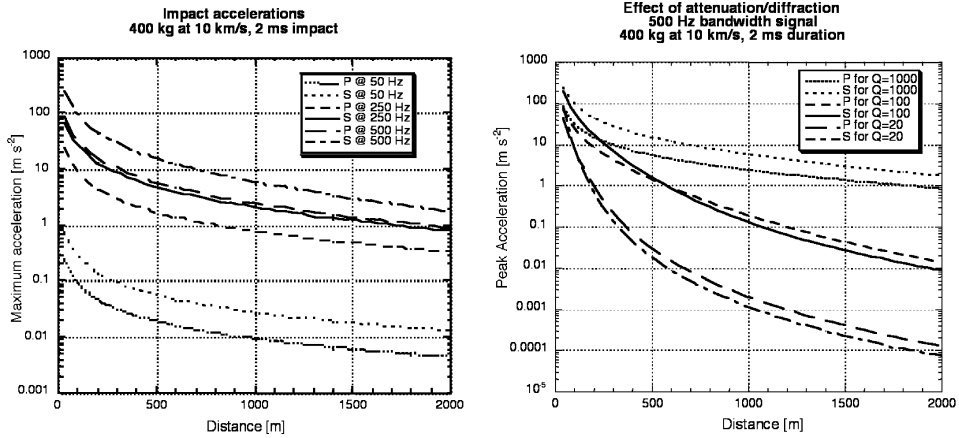 Impact accelerations
400 kg at 10 km/s, 2 ms impact
1000
100
10
1
0.1
0.01
0.001
Maximum acceleration [m s-2]
P @ 50 Hz
S @ 50 Hz
P @ 250 Hz
S @ 250 Hz
P @ 500 Hz
S @ 500 Hz
0
500
1000
1500
2000
Distance [m]
Effect of attenuation/diffraction
500 Hz bandwidth signal
400 kg at 10 km/s, 2 ms duration
1000
100
10
1
0.1
0.01
0.001
0.0001
10-5
Peak Acceleration [m s-2]
P for Q=1000
S for Q=1000
P for Q=100
S for Q=100
P for Q=20
S for Q=20
0
500
1000
1500
2000
Distance [m]